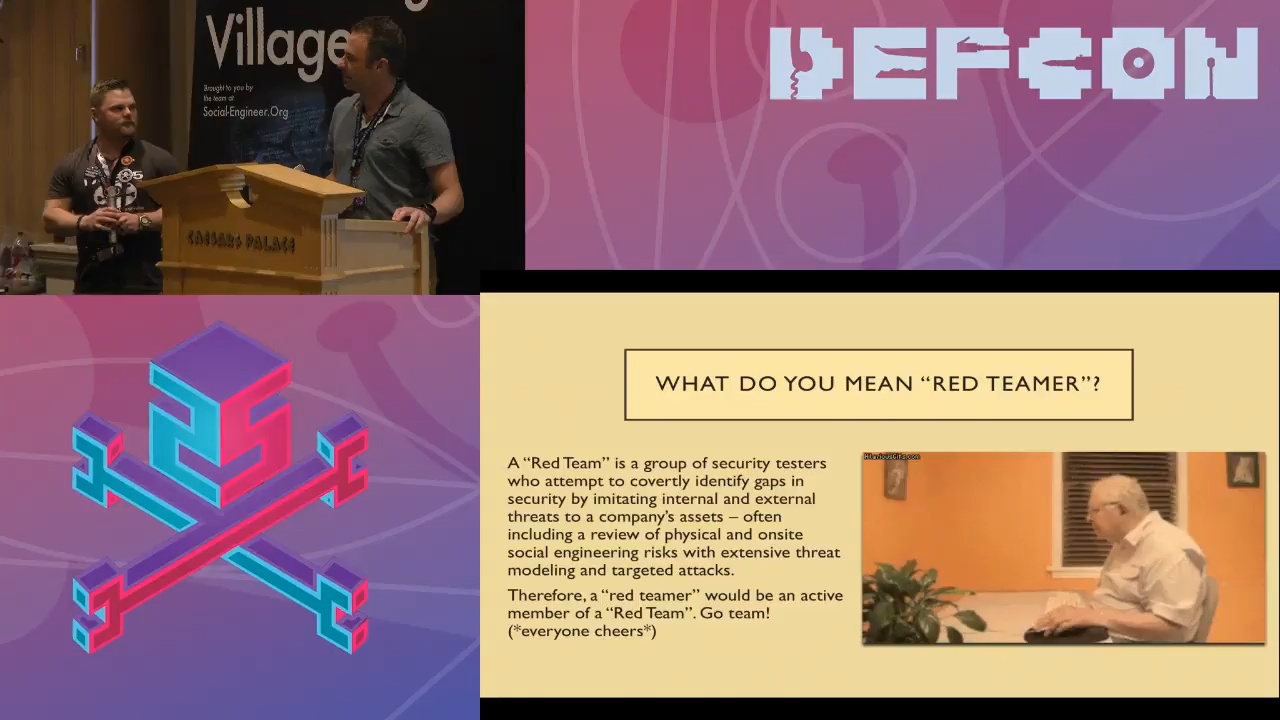 Village
Brought to you by
the team at
Social-Engineer.Org
CAESARS PALACE
DEFCON
WHAT DO YOU MEAN “RED TEAMER”?
A “Red Team” is a group of security testers
who attempt to covertly identify gaps in
security by imitating internal and external
threats to a company’s assets – often
including a review of physical and onsite
social engineering risks with extensive threat
modeling and targeted attacks.
Therefore, a “red teamer” would be an active
member of a “Red Team”. Go team!
(*everyone cheers*)
HilariousGifs.com